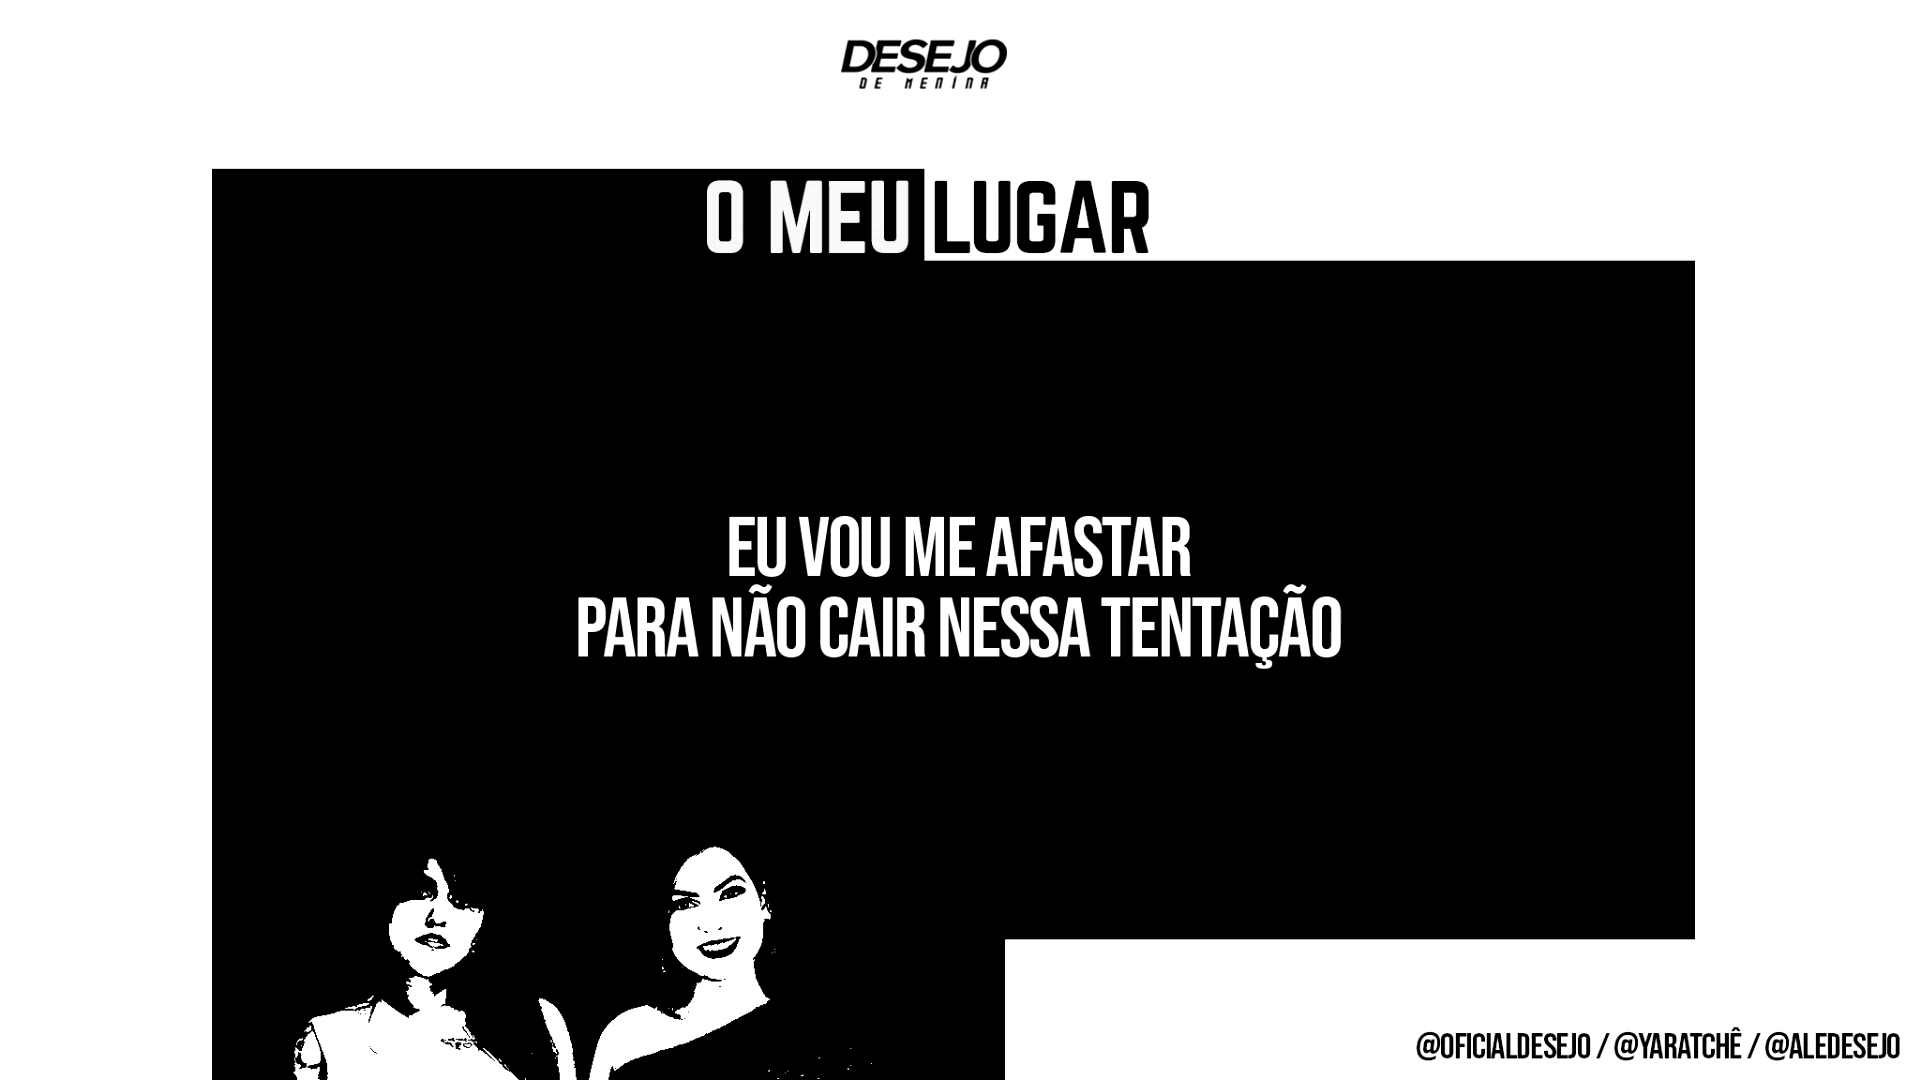 DESEJO
DE MENINA
O MEU LUGAR
EU VOU ME AFASTAR
PARA NÃO CAIR NESSA TENTAÇÃO
@OFICIALDESEJO / @YARATCHÊ / @ALEDESEJO